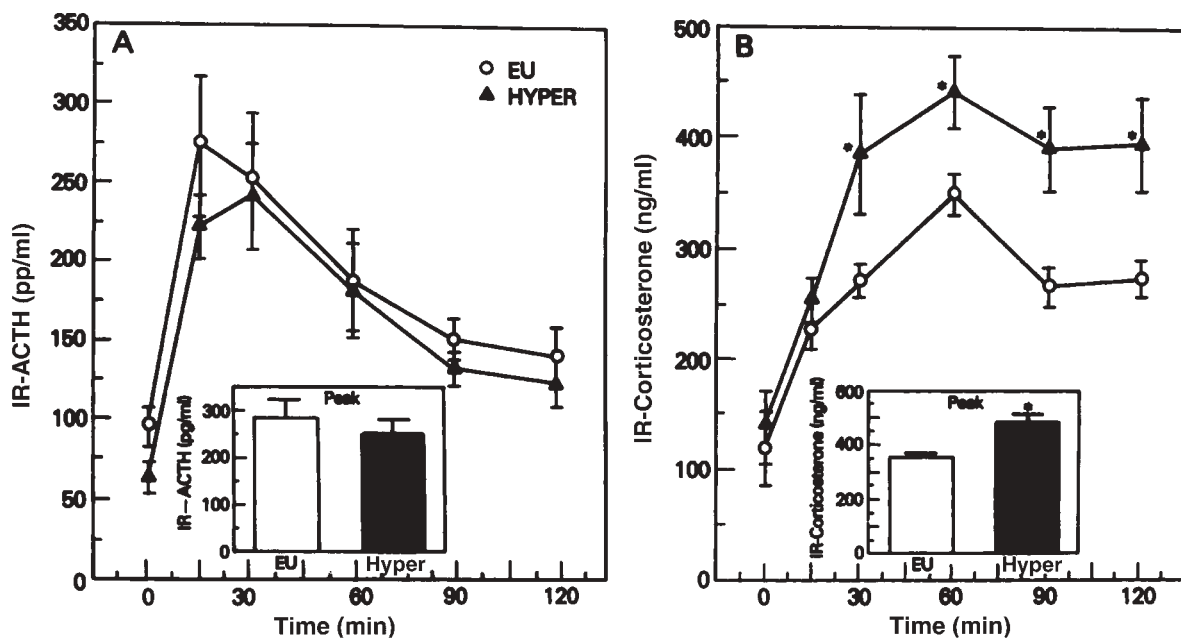 A
EU
HYPER
350
300
250
200
150
100
50
0
IR-ACTH (pp/ml)
0
30
60
90
120
Time (min)
Peak
300
250
100
0
IR–ACTH (pg/ml)
EU
Hyper
B
500
400
300
200
100
0
IR-Corticosterone (ng/ml)
*
*
*
*
0
30
60
90
120
Time (min)
Peak
*
600
400
200
0
IR-Corticosterone (ng/ml)
EU
Hyper